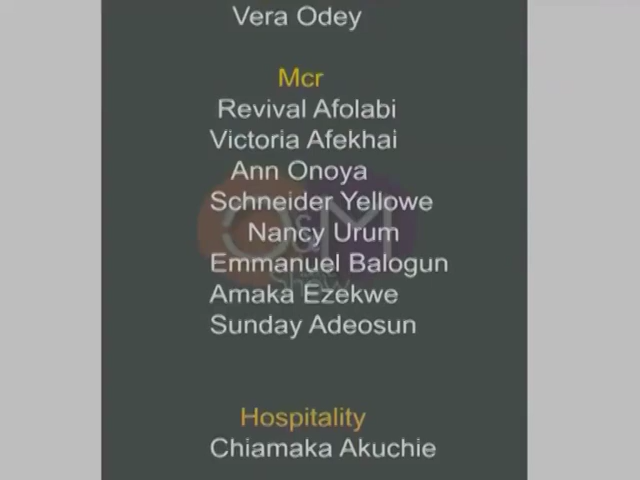 Vera Odey
Mcr
Revival Afolabi
Victoria Afekhai
Ann Onoya
Schneider Yellowe
Nancy Urum
Emmanuel Balogun
Amaka Ezekwe
Sunday Adeosun
O&M
Show
Hospitality
Chiamaka Akuchie